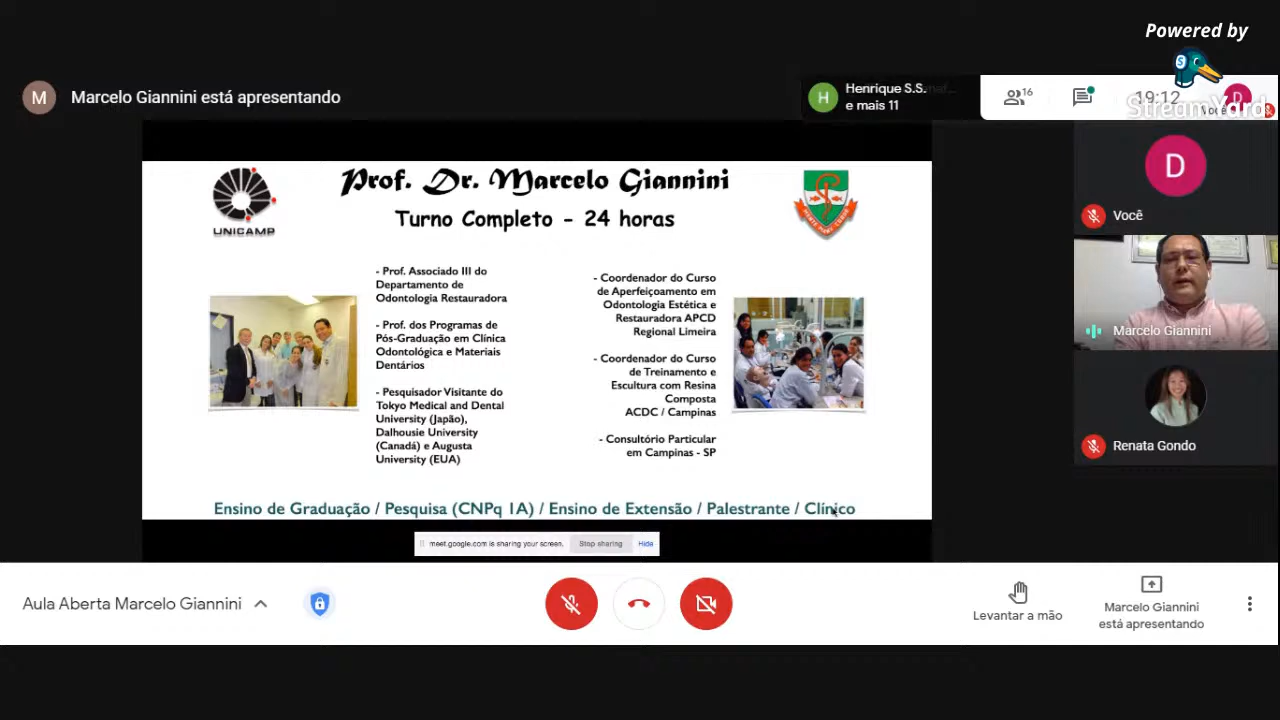 Powered by
StreamYard
M
Marcelo Giannini está apresentando
H
Henrique S.S.
e mais 11
16
19:12
D
Você
Marcelo Giannini
Renata Gondo
UNICAMP
Prof. Dr. Marcelo Giannini
Turno Completo - 24 horas
- Prof. Associado III do
Departamento de
Odontologia Restauradora
- Prof. dos Programas de
Pós-Graduação em Clínica
Odontológica e Materiais
Dentários
- Pesquisador Visitante do
Tokyo Medical and Dental
University (Japão),
Dalhousie University
(Canadá) e Augusta
University (EUA)
- Coordenador do Curso
de Aperfeiçoamento em
Odontologia Estética e
Restauradora APCD
Regional Limeira
- Coordenador do Curso
de Treinamento e
Escultura com Resina
Composta
ACDC / Campinas
- Consultório Particular
em Campinas - SP
Ensino de Graduação / Pesquisa (CNPq 1A) / Ensino de Extensão / Palestrante / Clínico
meet.google.com is sharing your screen.
Stop sharing
Hide
Aula Aberta Marcelo Giannini
Levantar a mão
Marcelo Giannini
está apresentando